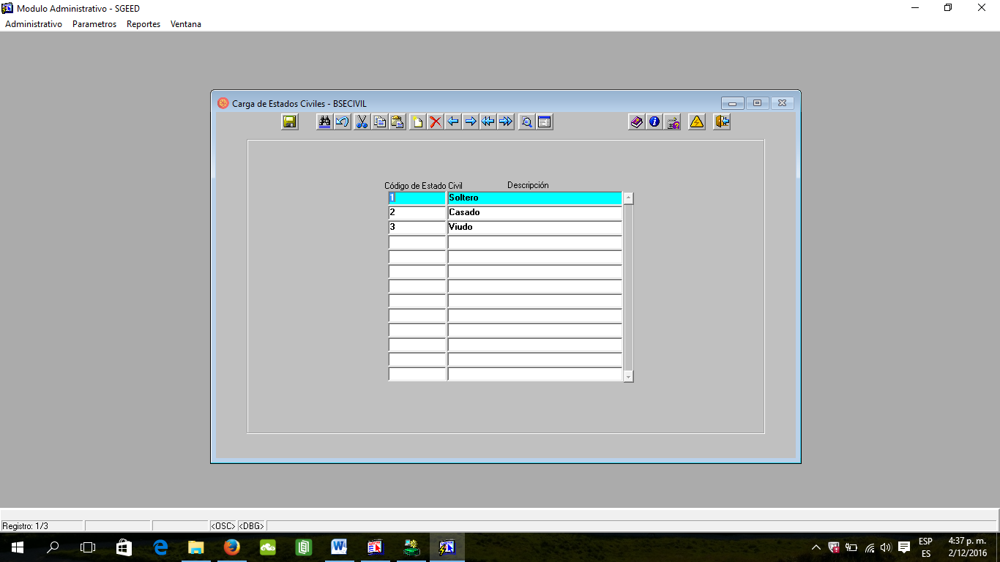 Modulo Administrativo - SGEED
Administrativo Parametros Reportes Ventana
Carga de Estados Civiles - BSECIVIL
Código de Estado Civil Descripción
1 Soltero
2 Casado
3 Viudo
Registro: 1/3 <OSC> <DBG>
ESP 4:37 p. m.
ES 2/12/2016